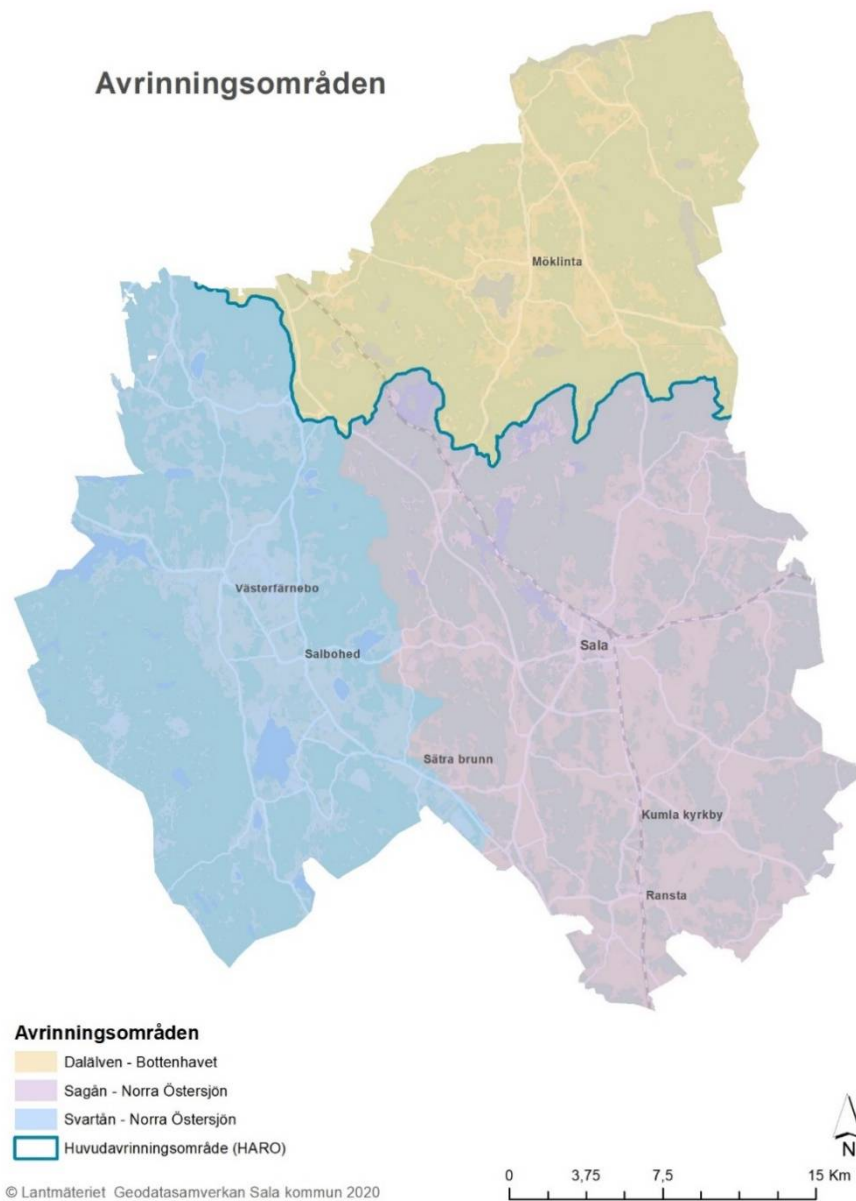 Avrinningsområden
Möklinta
Västerfärnebo
Salbohed
Sala
Sätra brunn
Kumla kyrkby
Ransta
Avrinningsområden
Dalälven - Bottenhavet
Sagån - Norra Östersjön
Svartån - Norra Östersjön
Huvudavrinningsområde (HARO)
N
0 3,75 7,5 15 Km
© Lantmäteriet Geodatasamverkan Sala kommun 2020